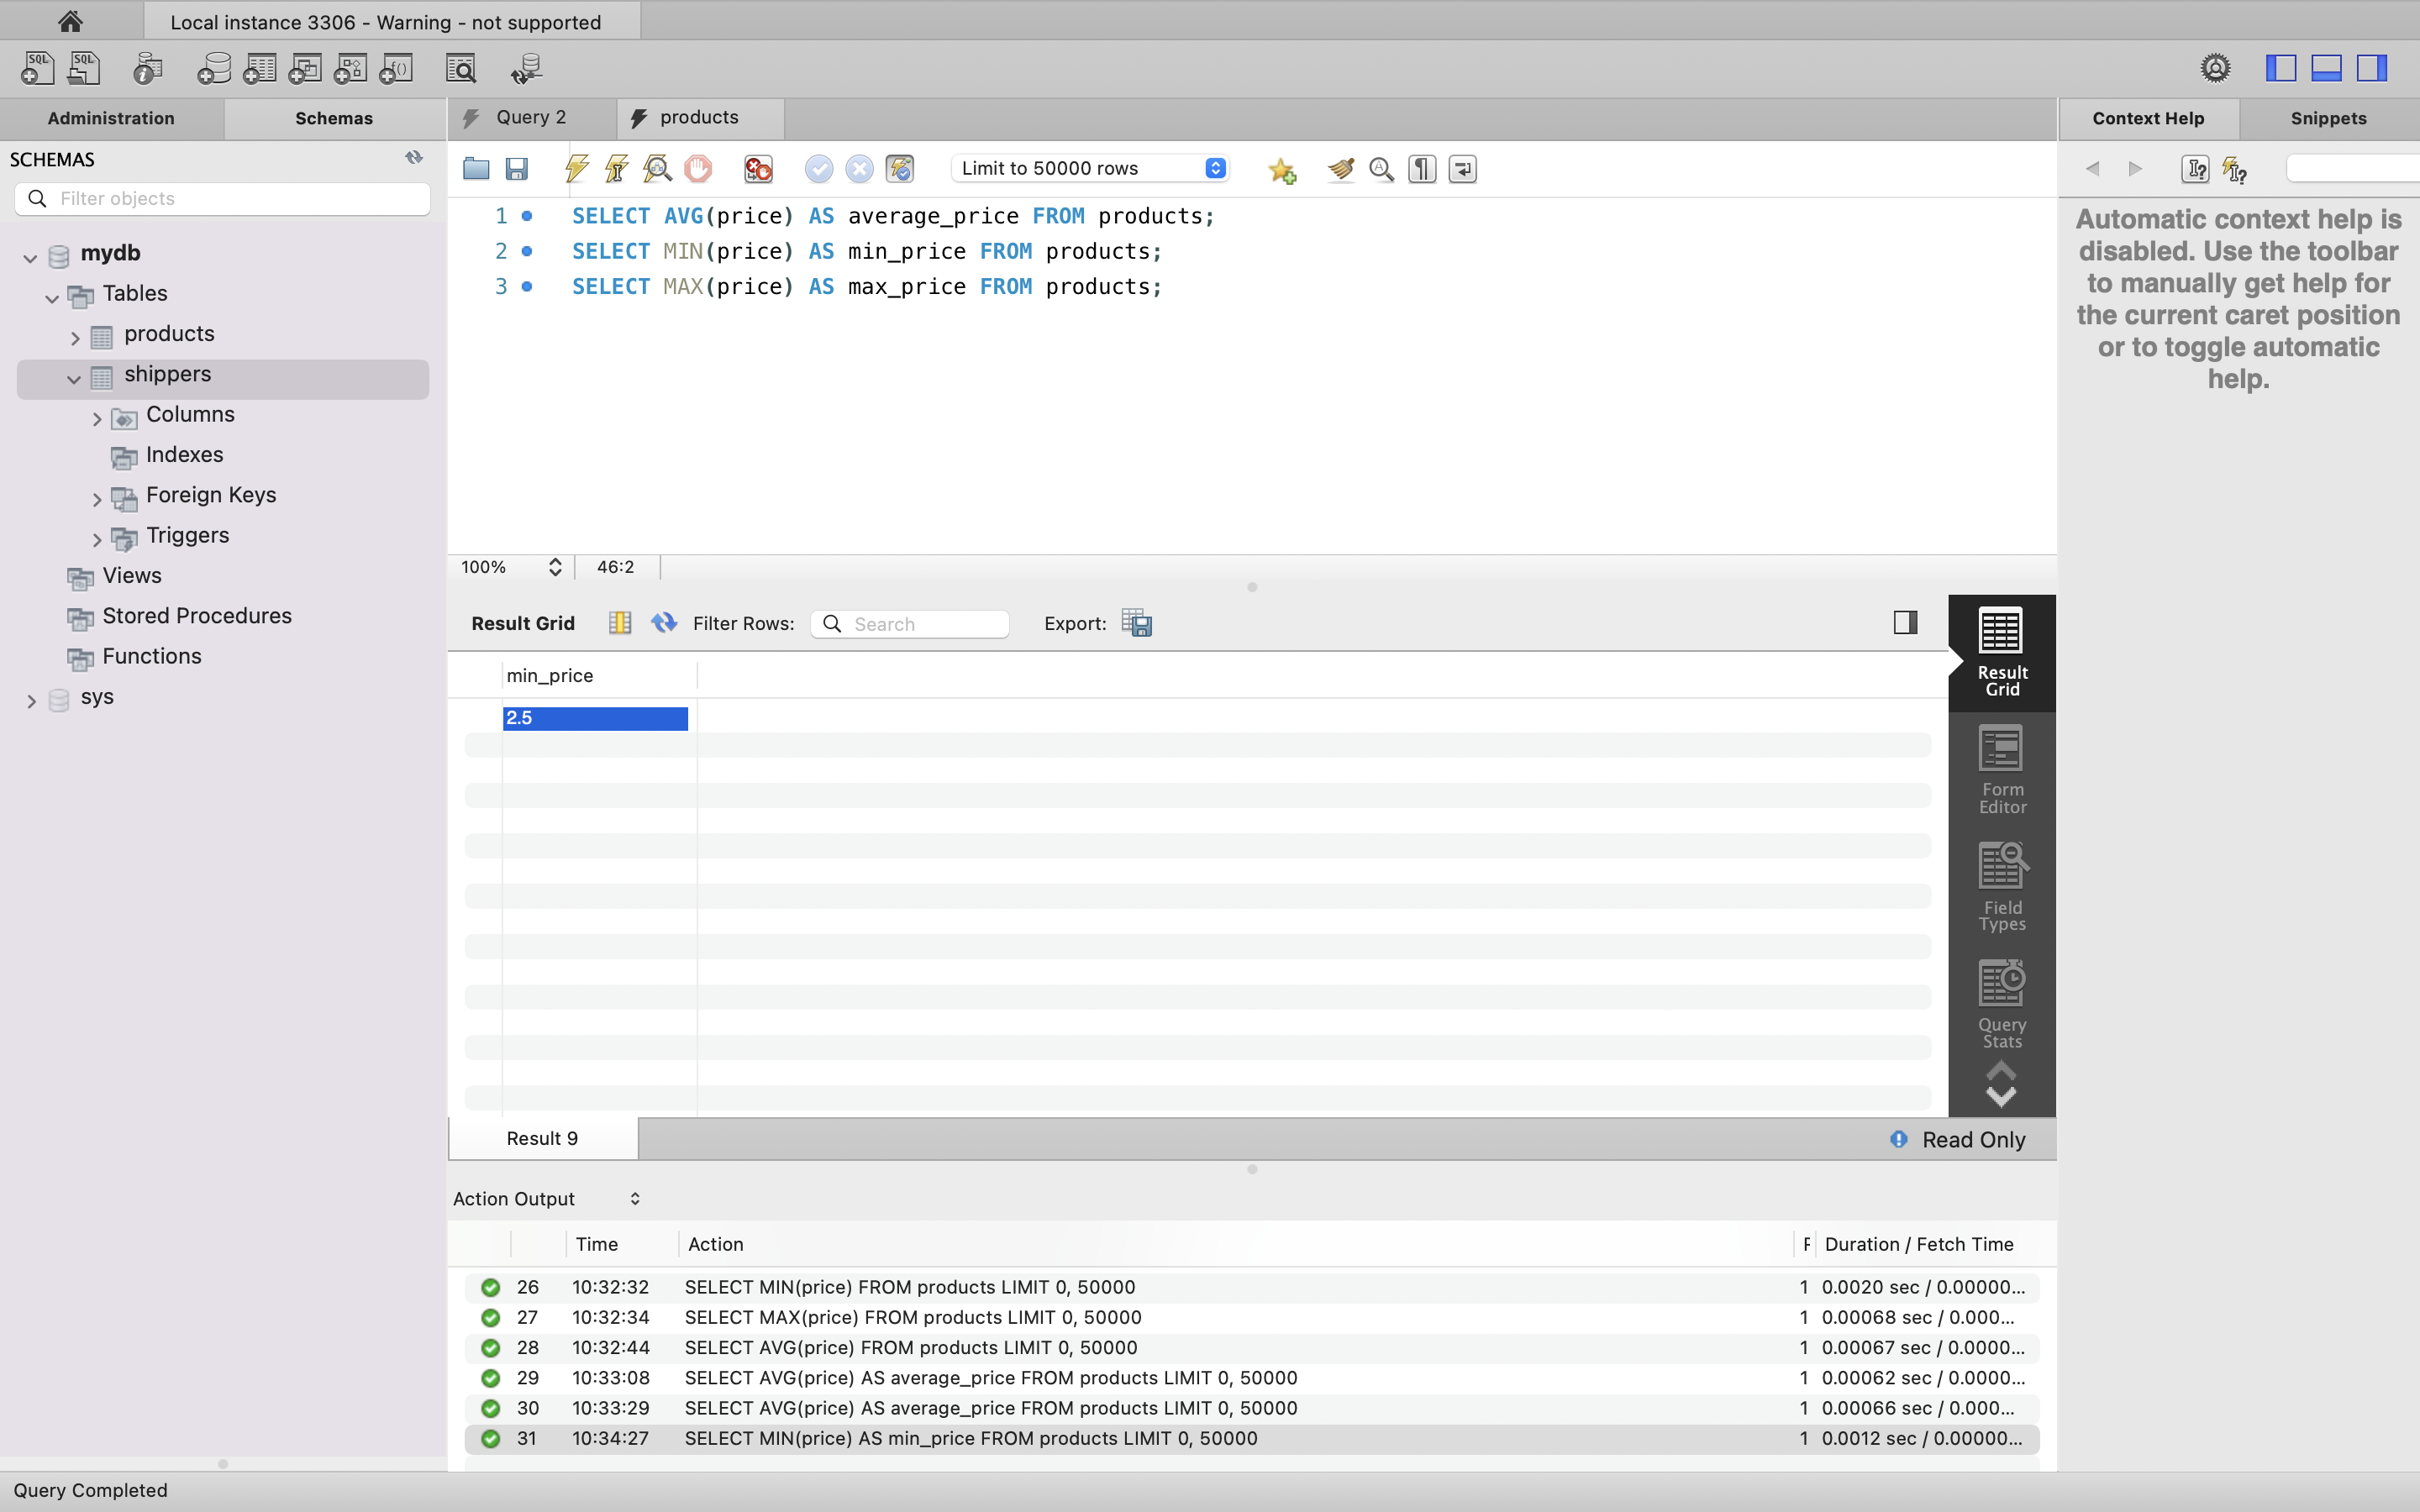 Local instance 3306 - Warning - not supported
SQL SQL
Administration Schemas
Query 2 products
Context Help Snippets
SCHEMAS
Filter objects
mydb
Tables
products
shippers
Columns
Indexes
Foreign Keys
Triggers
Views
Stored Procedures
Functions
sys
Limit to 50000 rows
1 SELECT AVG(price) AS average_price FROM products;
2 SELECT MIN(price) AS min_price FROM products;
3 SELECT MAX(price) AS max_price FROM products;
Automatic context help is
disabled. Use the toolbar
to manually get help for
the current caret position
or to toggle automatic
help.
100% 46:2
Result Grid Filter Rows: Search Export:
min_price
2.5
Result
Grid
Form
Editor
Field
Types
Query
Stats
Result 9 Read Only
Action Output
Time Action F Duration / Fetch Time
26 10:32:32 SELECT MIN(price) FROM products LIMIT 0, 50000 1 0.0020 sec / 0.00000...
27 10:32:34 SELECT MAX(price) FROM products LIMIT 0, 50000 1 0.00068 sec / 0.000...
28 10:32:44 SELECT AVG(price) FROM products LIMIT 0, 50000 1 0.00067 sec / 0.0000...
29 10:33:08 SELECT AVG(price) AS average_price FROM products LIMIT 0, 50000 1 0.00062 sec / 0.0000...
30 10:33:29 SELECT AVG(price) AS average_price FROM products LIMIT 0, 50000 1 0.00066 sec / 0.000...
31 10:34:27 SELECT MIN(price) AS min_price FROM products LIMIT 0, 50000 1 0.0012 sec / 0.00000...
Query Completed